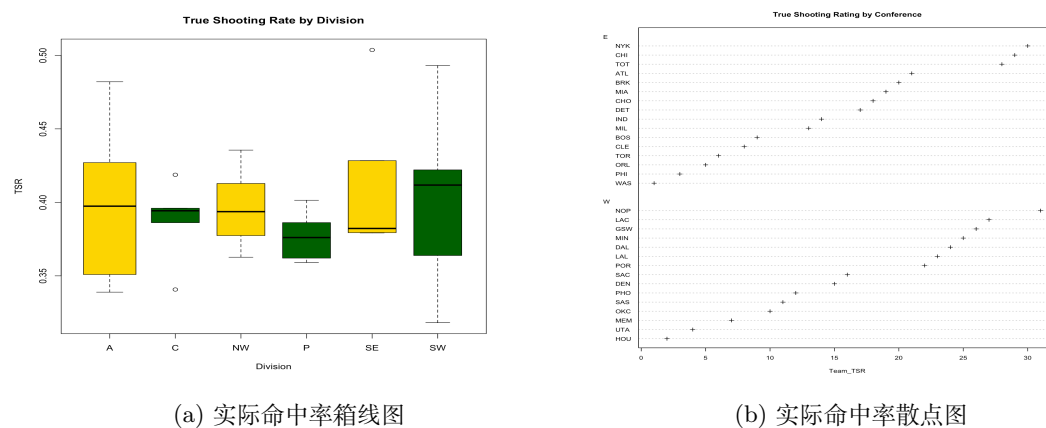 True Shooting Rate by Division
0.50
0.45
0.40
0.35
TSR
A C NW P SE SW
Division
(a) 实际命中率箱线图
True Shooting Rating by Conference
E
NYK
CHI
TOT
ATL
BRK
MIA
CHO
DET
IND
MIL
BOS
CLE
TOR
ORL
PHI
WAS
W
NOP
LAC
GSW
MIN
DAL
LAL
POR
SAC
DEN
PHO
SAS
OKC
MEM
UTA
HOU
0 5 10 15 20 25 30
Team_TSR
(b) 实际命中率散点图